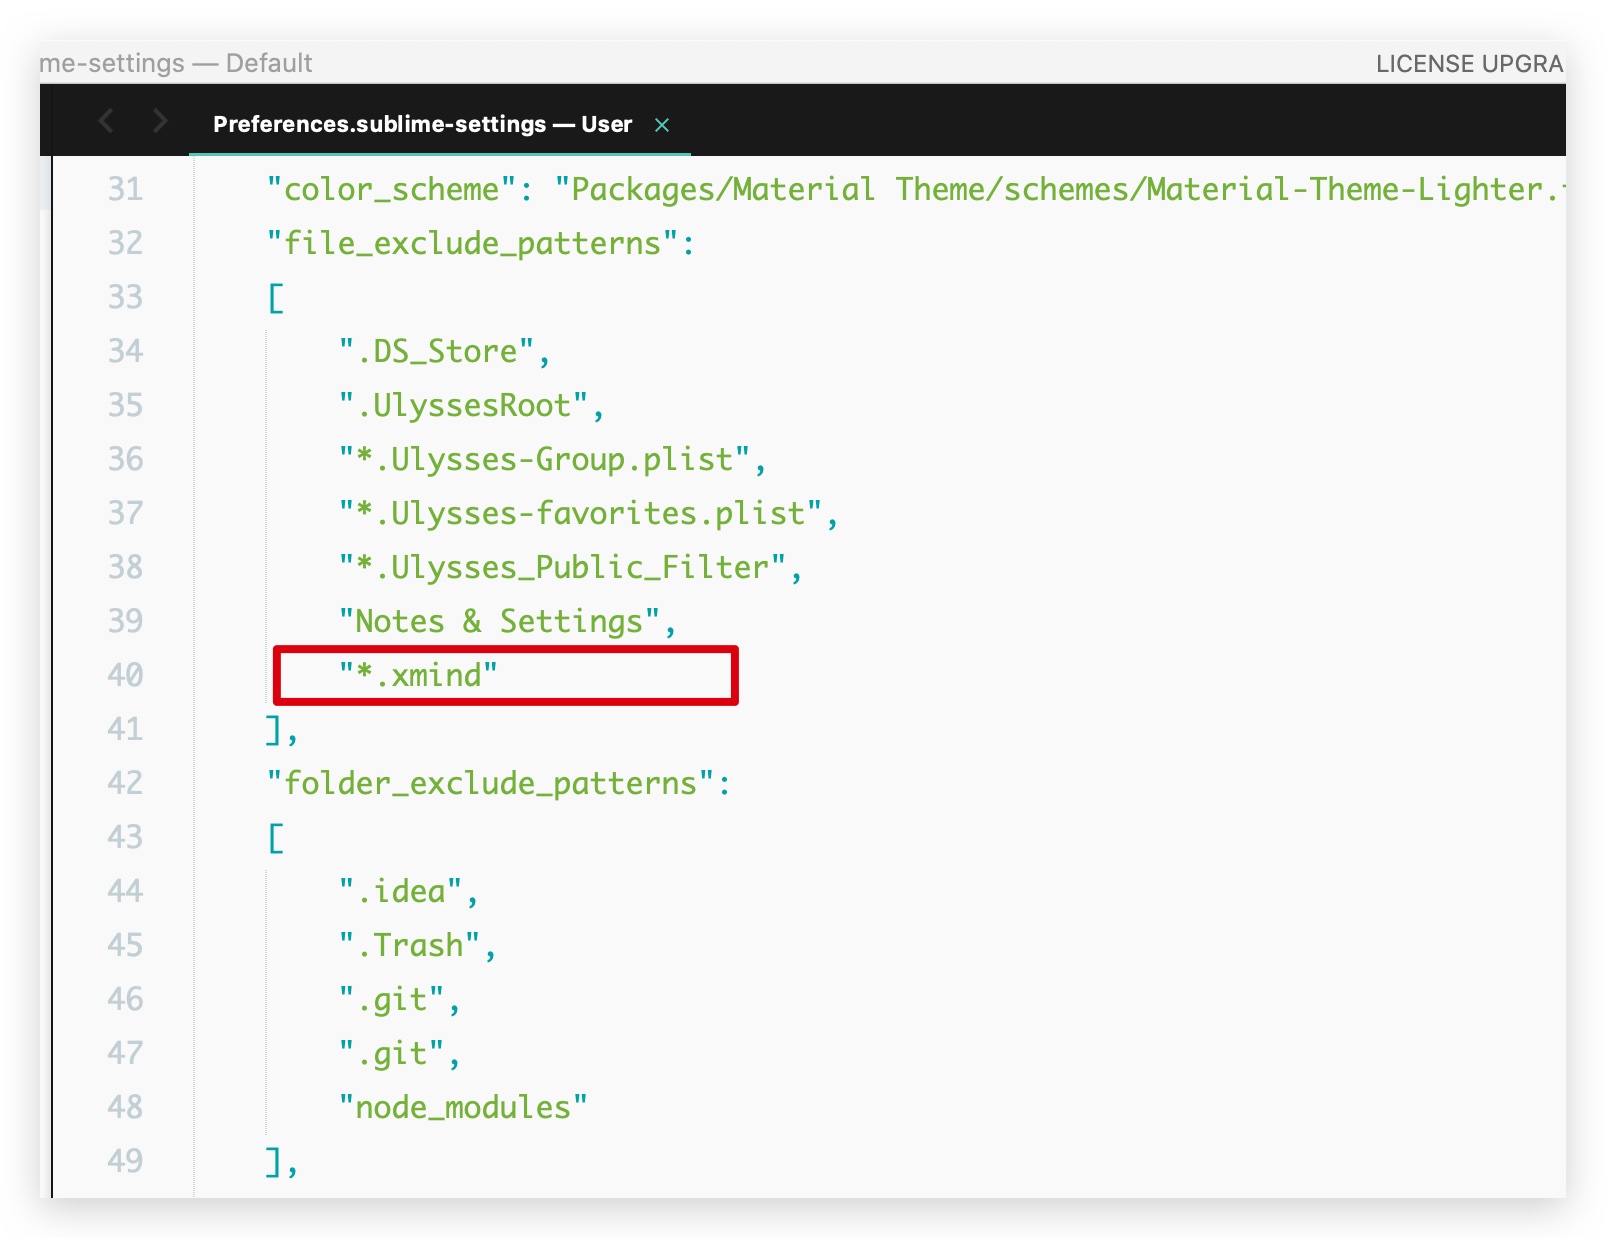 me-settings — Default
LICENSE UPGRA
Preferences.sublime-settings — User
31 "color_scheme": "Packages/Material Theme/schemes/Material-Theme-Lighter.
32 "file_exclude_patterns":
33 [
34 ".DS_Store",
35 ".UlyssesRoot",
36 "*.Ulysses-Group.plist",
37 "*.Ulysses-favorites.plist",
38 "*.Ulysses_Public_Filter",
39 "Notes & Settings",
40 "*.xmind"
41 ],
42 "folder_exclude_patterns":
43 [
44 ".idea",
45 ".Trash",
46 ".git",
47 ".git",
48 "node_modules"
49 ],